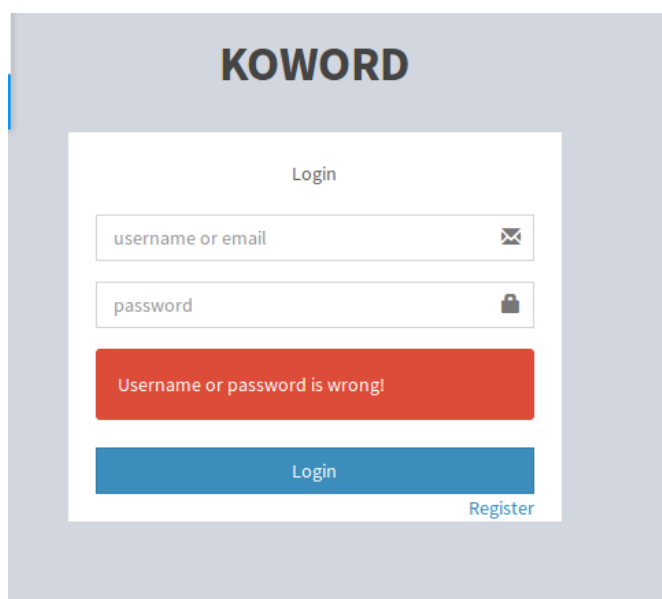 KOWORD
Login
username or email
password
Username or password is wrong!
Login
Register